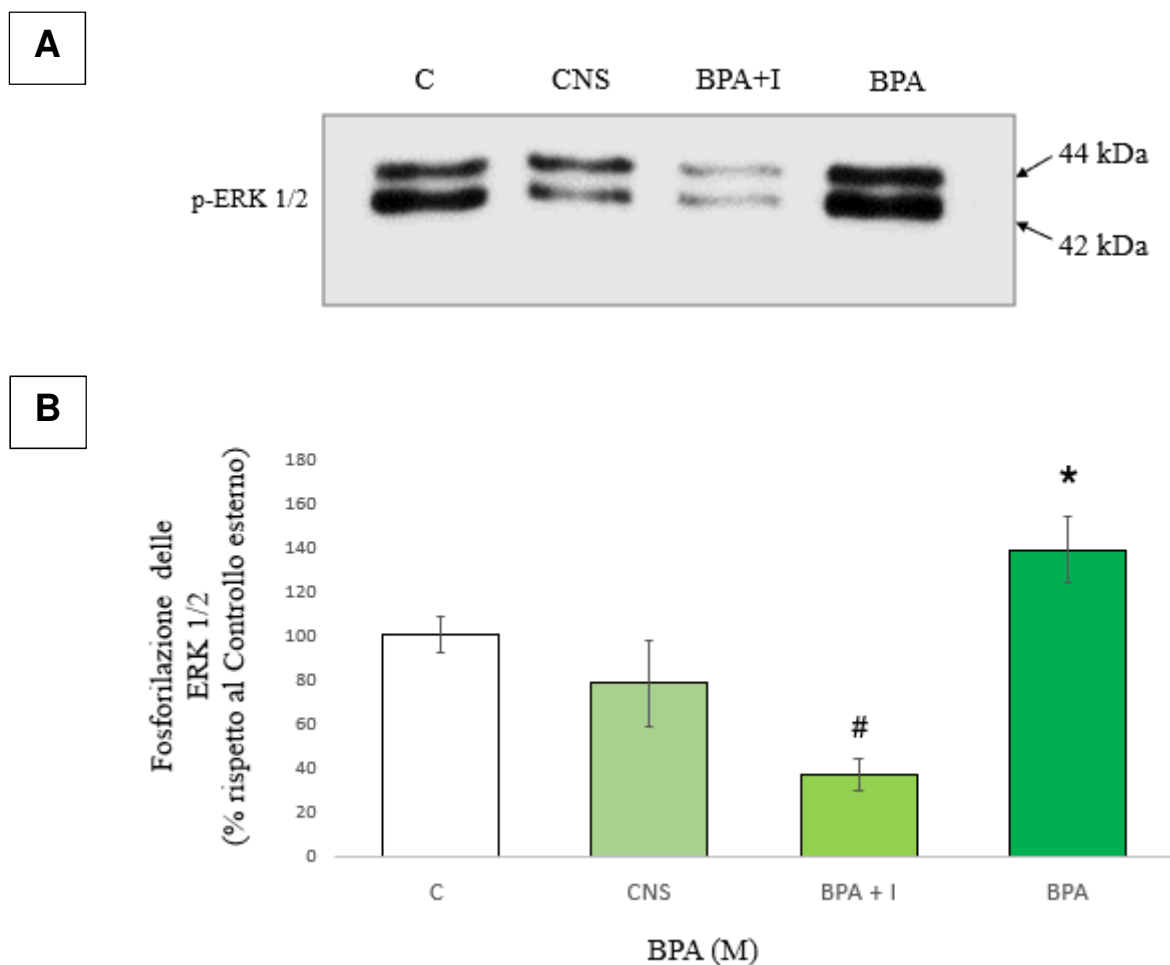 A
C CNS BPA+I BPA
p-ERK 1/2
44 kDa
42 kDa
B
Fosforilazione delle
ERK 1/2
(% rispetto al Controllo esterno)
180
160
140
120
100
80
60
40
20
0
#
*
C CNS BPA + I BPA
BPA (M)